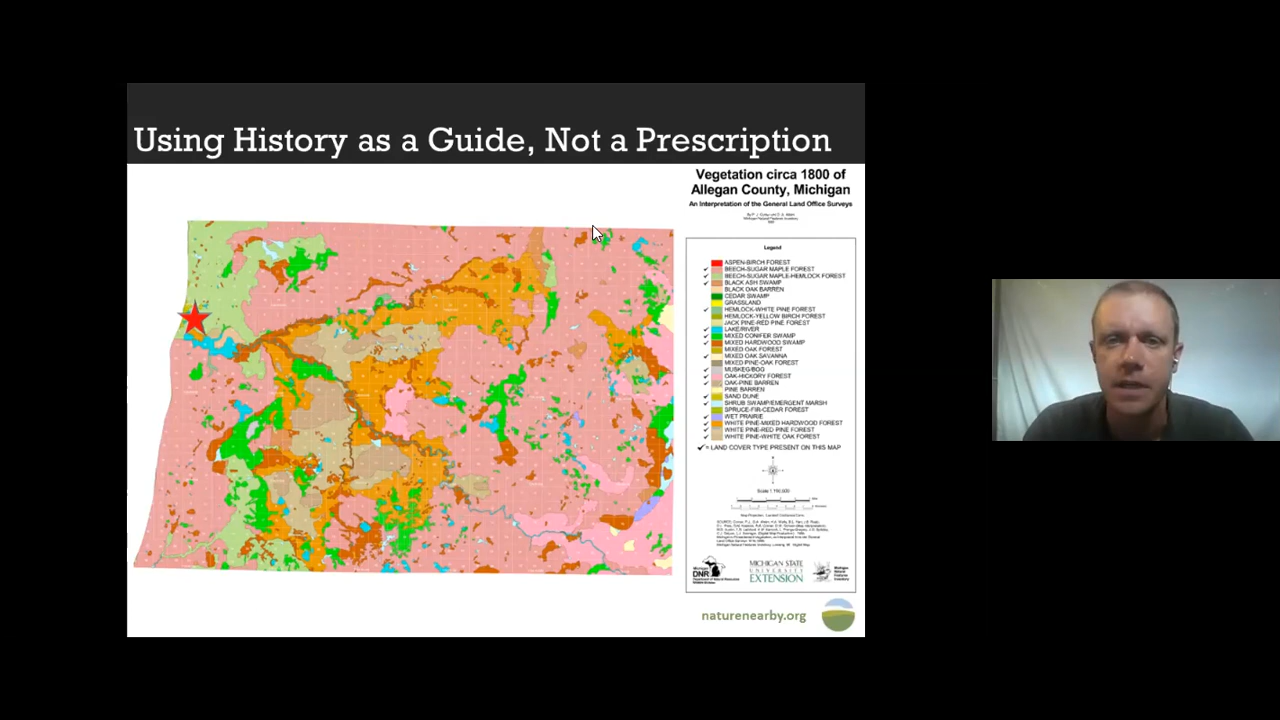 Using History as a Guide, Not a Prescription
Vegetation circa 1800 of
Allegan County, Michigan
An Interpretation of the General Land Office Surveys
Legend
ASPEN-BIRCH FOREST
BEECH-SUGAR MAPLE FOREST
BEECH-SUGAR MAPLE-HEMLOCK FOREST
BLACK ASH SWAMP
BLACK OAK BARREN
CEDAR SWAMP
GRASSLAND
HEMLOCK-WHITE PINE FOREST
HEMLOCK-YELLOW BIRCH FOREST
JACK PINE-RED PINE FOREST
LAKE/RIVER
MIXED CONIFER SWAMP
MIXED HARDWOOD SWAMP
MIXED OAK FOREST
MIXED OAK SAVANNA
MIXED PINE-OAK FOREST
MUSKEG/BOG
OAK-HICKORY FOREST
OAK-PINE BARREN
PINE BARREN
SAND DUNE
SHRUB SWAMP/EMERGENT MARSH
SPRUCE-FIR-CEDAR FOREST
WET PRAIRIE
WHITE PINE-MIXED HARDWOOD FOREST
WHITE PINE-RED PINE FOREST
WHITE PINE-WHITE OAK FOREST
✓= LAND COVER TYPE PRESENT ON THIS MAP
Michigan
DNR
MICHIGAN STATE
UNIVERSITY
EXTENSION
Michigan
Natural
Features
Inventory
naturenearby.org